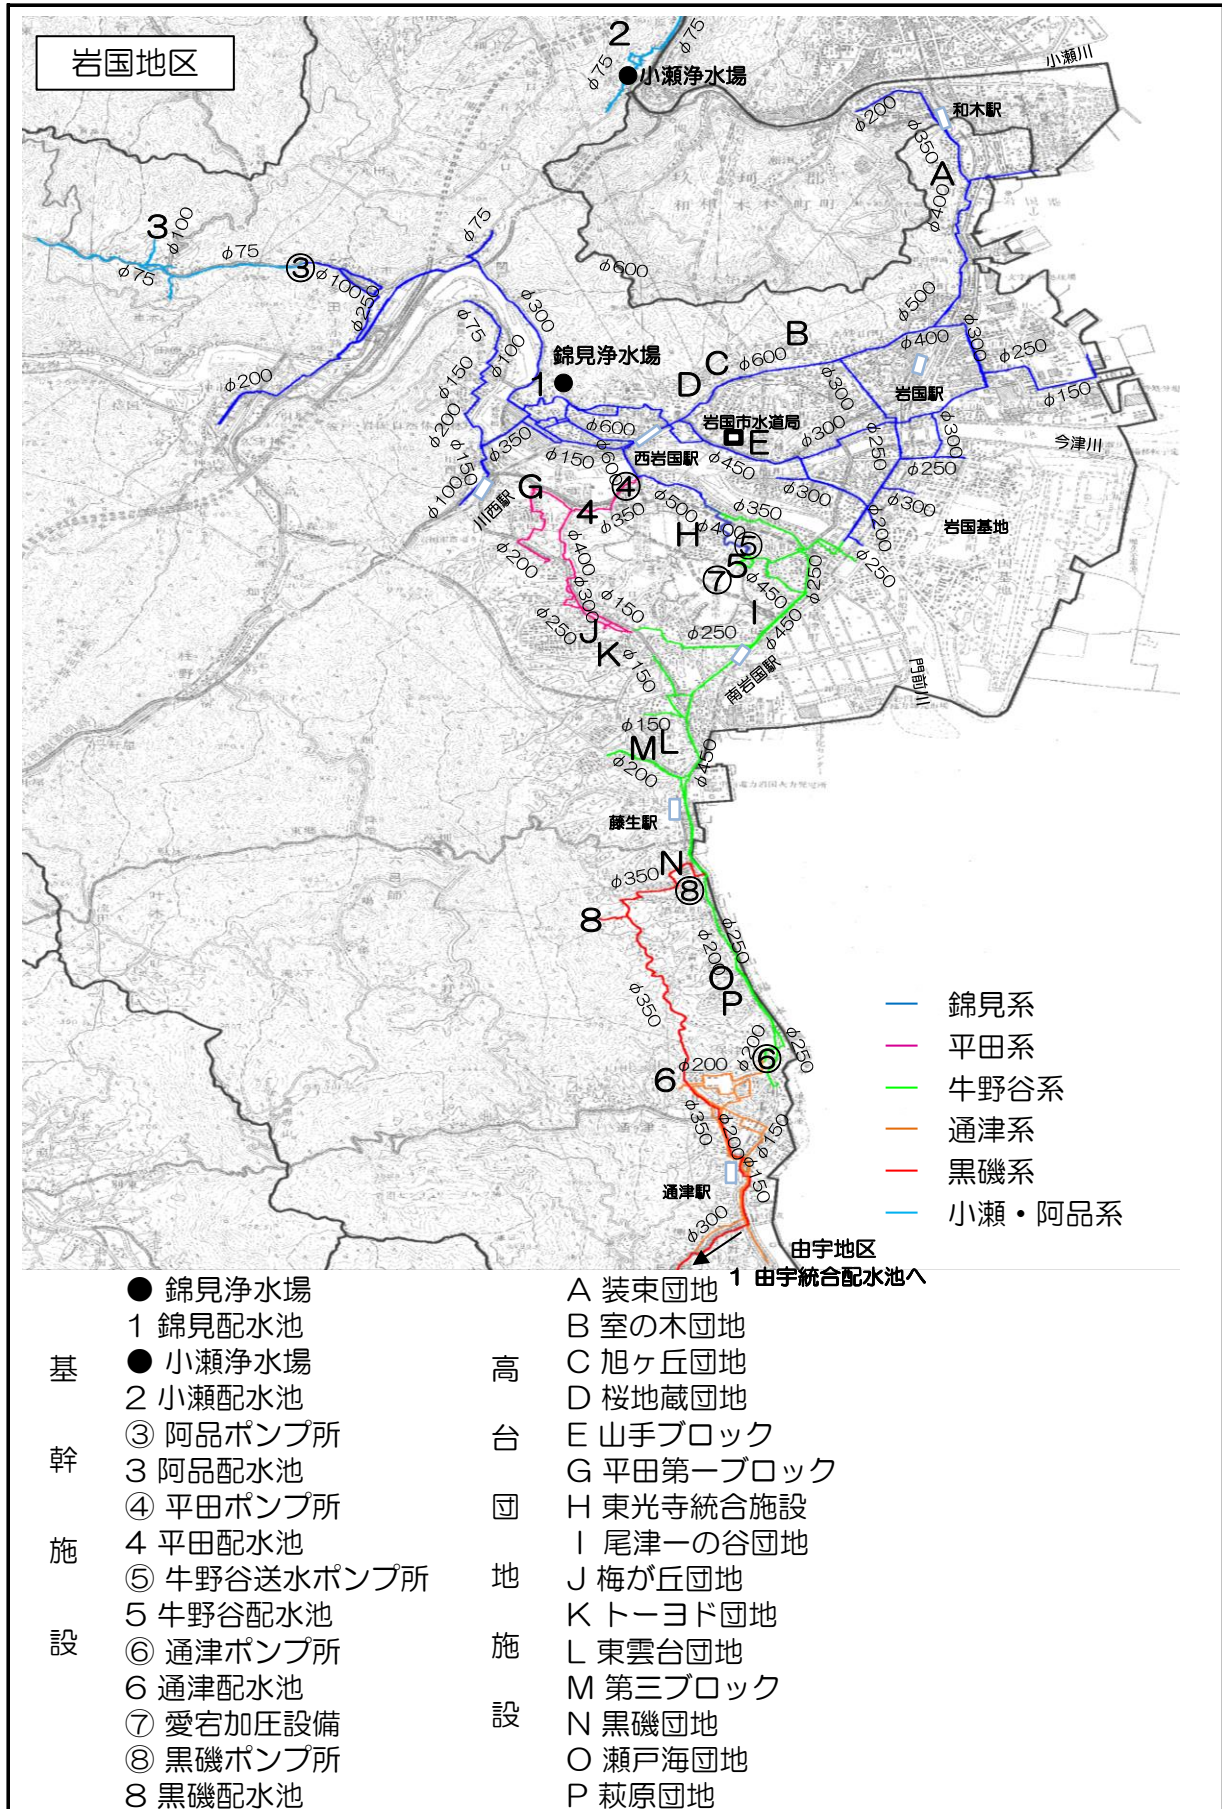 岩国地区
2
φ75
φ75
小瀬浄水場
小瀬川
和木駅
φ200
φ350
A
φ400
3
φ100
φ75
φ75
③
φ100
φ250
φ75
φ600
φ600
φ300
φ500
φ75
φ100
φ150
φ200
φ200
錦見浄水場
1
B
C
D
φ600
φ400
φ300
φ250
φ150
岩国駅
φ300
岩国市水道局
E
φ300
φ250
φ300
φ250
今津川
φ600
φ350
φ150
φ600
西岩国駅
φ450
φ150
φ100
川西駅
G
④
4
φ350
φ500
φ400
φ350
φ300
φ300
φ200
岩国基地
H
⑤
5
⑦
φ450
φ250
φ250
φ200
φ400
φ300
φ150
φ250
J
K
I
φ250
φ450
φ150
南岩国駅
門前川
φ150
M
L
φ200
φ450
藤生駅
N
φ350
⑧
8
φ250
φ200
O
P
φ350
φ200
⑥
φ250
6
φ200
φ350
φ200
φ150
φ150
通津駅
φ300
由宇地区
1 由宇統合配水池へ
錦見系
平田系
牛野谷系
通津系
黒磯系
小瀬・阿品系
基幹施設
● 錦見浄水場
1 錦見配水池
● 小瀬浄水場
2 小瀬配水池
③ 阿品ポンプ所
3 阿品配水池
④ 平田ポンプ所
4 平田配水池
⑤ 牛野谷送水ポンプ所
5 牛野谷配水池
⑥ 通津ポンプ所
6 通津配水池
⑦ 愛宕加圧設備
⑧ 黒磯ポンプ所
8 黒磯配水池
高台団地施設
A 装束団地
B 室の木団地
C 旭ヶ丘団地
D 桜地蔵団地
E 山手ブロック
G 平田第一ブロック
H 東光寺統合施設
I 尾津一の谷団地
J 梅が丘団地
K トーヨド団地
L 東雲台団地
M 第三ブロック
N 黒磯団地
O 瀬戸海団地
P 萩原団地